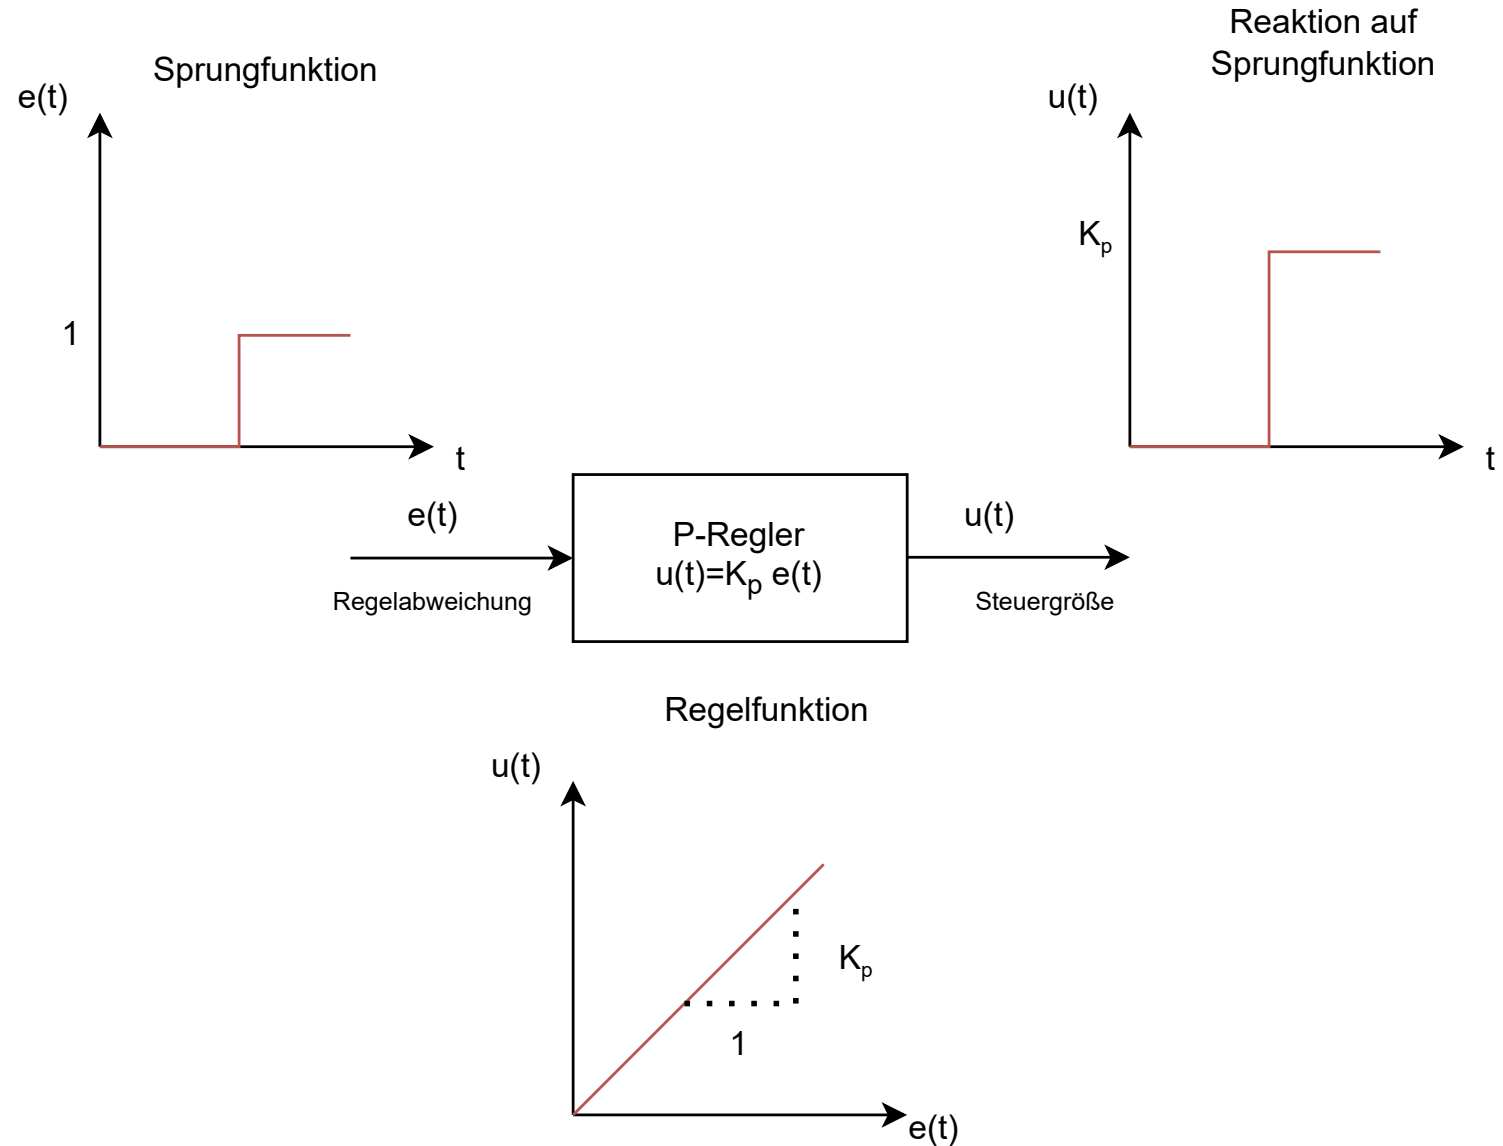 Sprungfunktion
e(t)
1
t
Reaktion auf
Sprungfunktion
u(t)
Kₚ
t
e(t)
Regelabweichung
P-Regler
u(t)=Kₚ e(t)
u(t)
Steuergröße
Regelfunktion
u(t)
Kₚ
1
e(t)